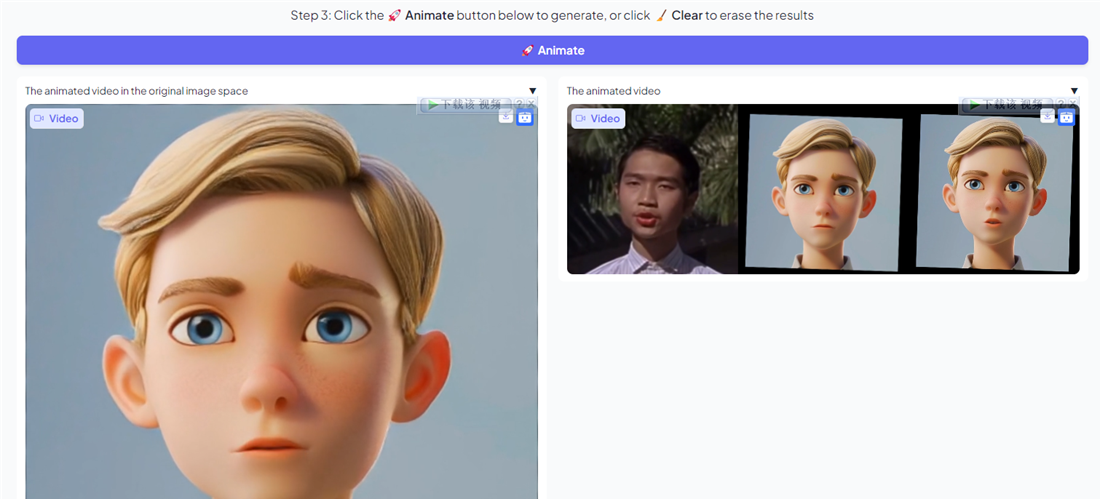 Step 3: Click the 🚀 Animate button below to generate, or click 🧹 Clear to erase the results
🚀 Animate
The animated video in the original image space ▼
下载该 视频 ? x
Video
The animated video ▼
下载该 视频 ? x
Video